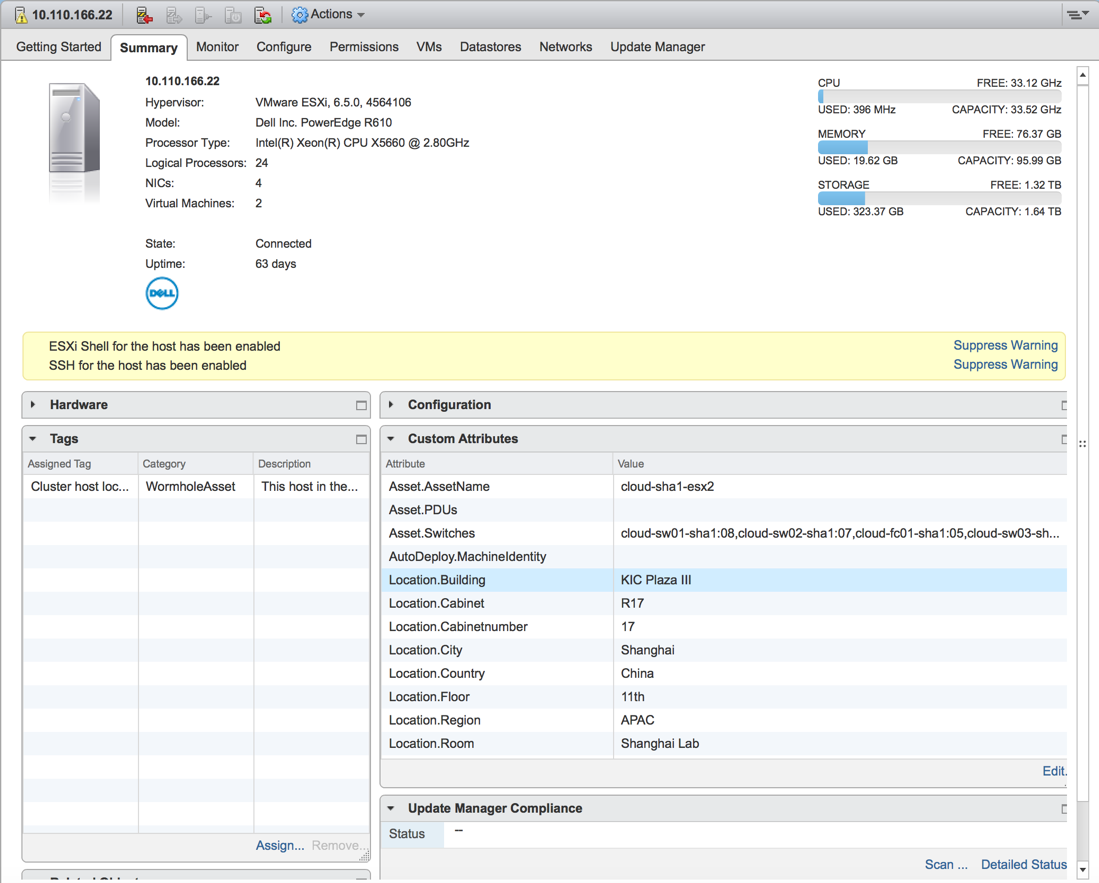 10.110.166.22 Actions
Getting Started Summary Monitor Configure Permissions VMs Datastores Networks Update Manager
10.110.166.22
Hypervisor: VMware ESXi, 6.5.0, 4564106
Model: Dell Inc. PowerEdge R610
Processor Type: Intel(R) Xeon(R) CPU X5660 @ 2.80GHz
Logical Processors: 24
NICs: 4
Virtual Machines: 2
State: Connected
Uptime: 63 days
DELL
CPU FREE: 33.12 GHz
USED: 396 MHz CAPACITY: 33.52 GHz
MEMORY FREE: 76.37 GB
USED: 19.62 GB CAPACITY: 95.99 GB
STORAGE FREE: 1.32 TB
USED: 323.37 GB CAPACITY: 1.64 TB
ESXi Shell for the host has been enabled Suppress Warning
SSH for the host has been enabled Suppress Warning
Hardware
Tags
Assigned Tag Category Description
Cluster host loc... WormholeAsset This host in the...
Assign... Remove...
Configuration
Custom Attributes
Attribute Value
Asset.AssetName cloud-sha1-esx2
Asset.PDUs
Asset.Switches cloud-sw01-sha1:08,cloud-sw02-sha1:07,cloud-fc01-sha1:05,cloud-sw03-sh...
AutoDeploy.MachineIdentity
Location.Building KIC Plaza III
Location.Cabinet R17
Location.Cabinetnumber 17
Location.City Shanghai
Location.Country China
Location.Floor 11th
Location.Region APAC
Location.Room Shanghai Lab
Edit.
Update Manager Compliance
Status --
Scan ... Detailed Status